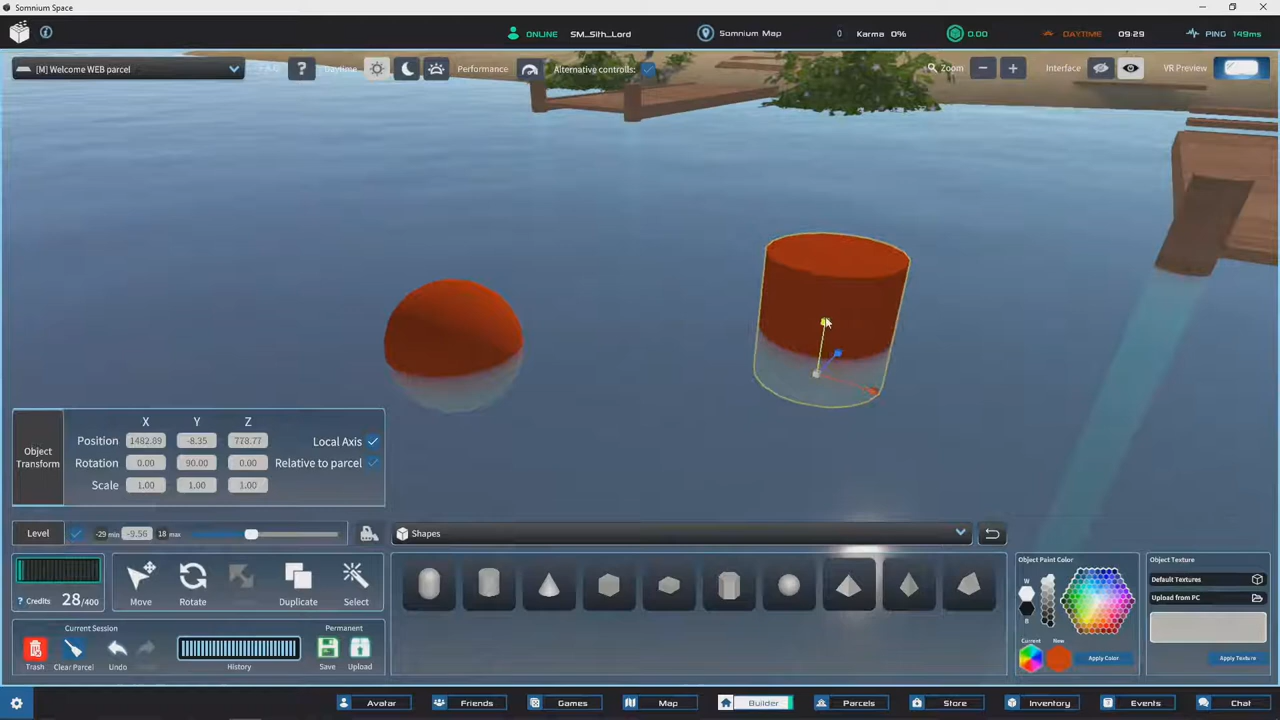 Somnium Space
ONLINE SM_Sith_Lord Somnium Map 0 Karma 0% 0.00 DAYTIME 09:29 PING 149ms
[M] Welcome WEB parcel ? Daytime Performance Alternative controlls: Zoom Interface VR Preview
X Y Z
Position 1482.89 -8.35 778.77 Local Axis
Object Transform
Rotation 0.00 90.00 0.00 Relative to parcel
Scale 1.00 1.00 1.00
Level -29 min -9.56 18 max Shapes
? Credits 28/400
Move Rotate Duplicate Select
Current Session Permanent
Trash Clear Parcel Undo History Save Upload
Object Paint Color
W
B
Current New
Apply Color
Object Texture
Default Textures
Upload from PC
Apply Texture
Avatar Friends Games Map Builder Parcels Store Inventory Events Chat